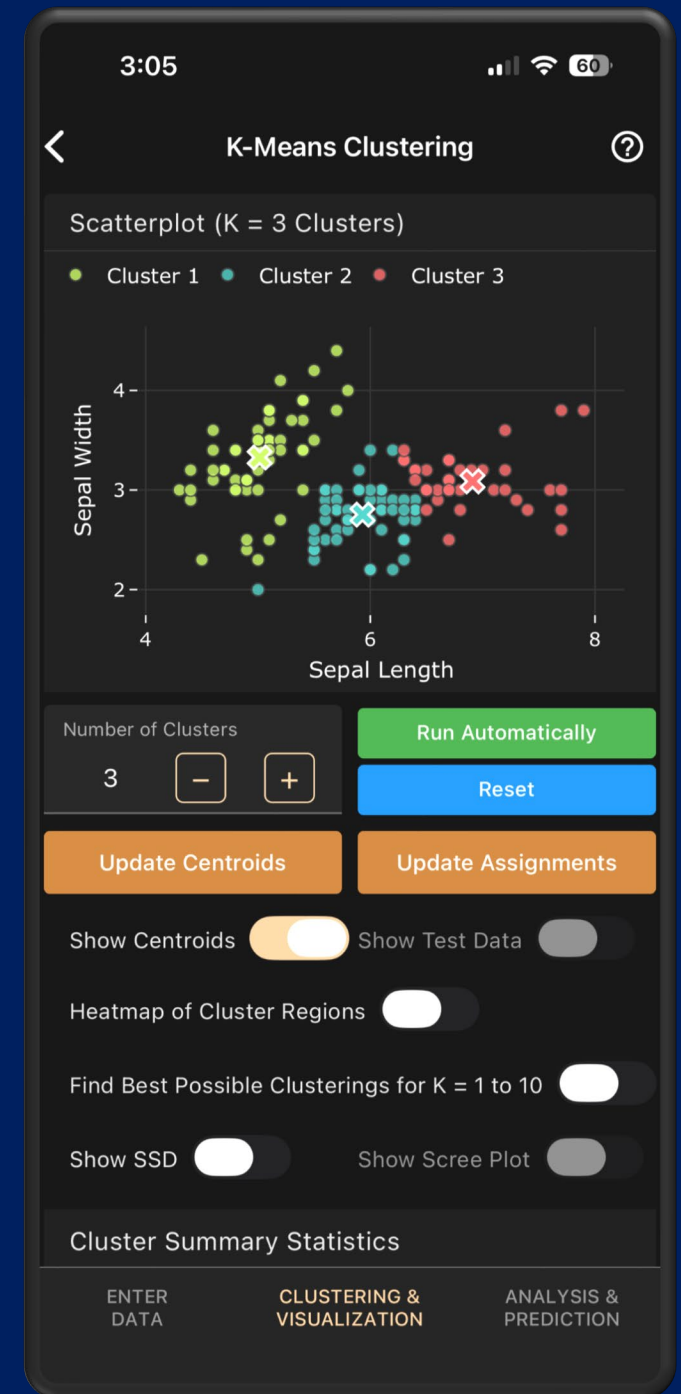 3:05
60
K-Means Clustering
?
Scatterplot (K = 3 Clusters)
Cluster 1
Cluster 2
Cluster 3
Sepal Width
4
3
2
4
6
8
Sepal Length
Number of Clusters
3
−
+
Run Automatically
Reset
Update Centroids
Update Assignments
Show Centroids
Show Test Data
Heatmap of Cluster Regions
Find Best Possible Clusterings for K = 1 to 10
Show SSD
Show Scree Plot
Cluster Summary Statistics
ENTER
DATA
CLUSTERING &
VISUALIZATION
ANALYSIS &
PREDICTION